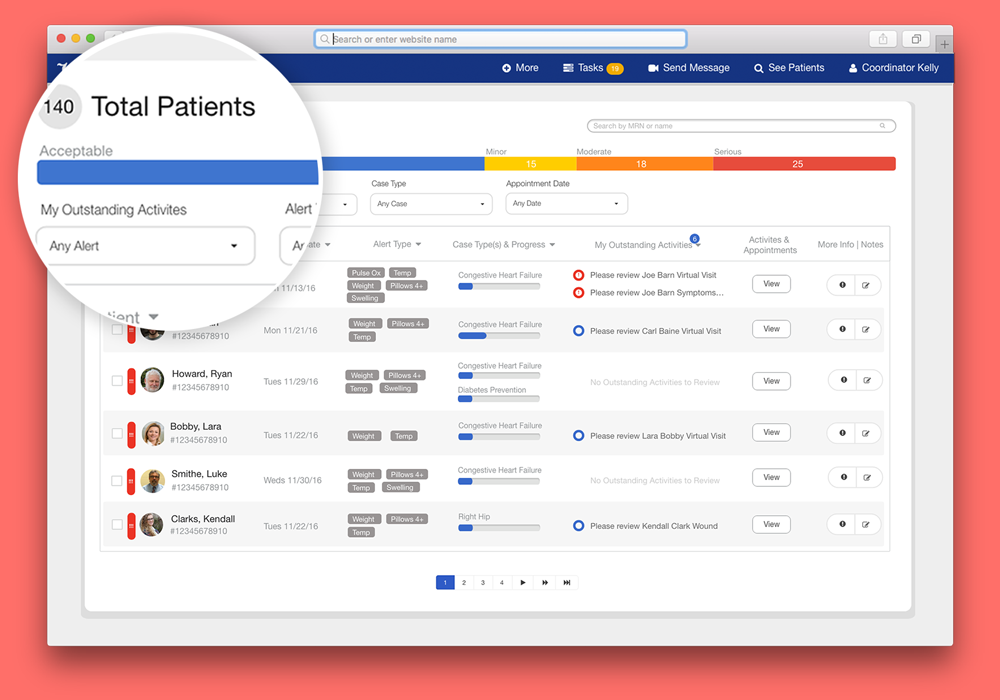 Search or enter website name
More
Tasks 19
Send Message
See Patients
Coordinator Kelly
140 Total Patients
Acceptable
My Outstanding Activites
Alert
Any Alert
Search by MRN or name
Minor
Moderate
Serious
15
18
25
Case Type
Appointment Date
Any Case
Any Date
Alert Type
Case Type(s) & Progress
My Outstanding Activities 6
Activites &
Appointments
More Info | Notes
11/13/16
Pulse Ox
Temp
Weight
Pillows 4+
Swelling
Congestive Heart Failure
Please review Joe Barn Virtual Visit
Please review Joe Barn Symptoms...
View
#12345678910
Mon 11/21/16
Weight
Pillows 4+
Temp
Congestive Heart Failure
Please review Carl Baine Virtual Visit
View
Howard, Ryan
#12345678910
Tues 11/29/16
Weight
Pillows 4+
Temp
Swelling
Congestive Heart Failure
Diabetes Prevention
No Outstanding Activities to Review
View
Bobby, Lara
#12345678910
Tues 11/22/16
Weight
Temp
Congestive Heart Failure
Please review Lara Bobby Virtual Visit
View
Smithe, Luke
#12345678910
Weds 11/30/16
Weight
Pillows 4+
Temp
Swelling
Congestive Heart Failure
No Outstanding Activities to Review
View
Clarks, Kendall
#12345678910
Tues 11/22/16
Weight
Pillows 4+
Temp
Right Hip
Please review Kendall Clark Wound
View
1
2
3
4